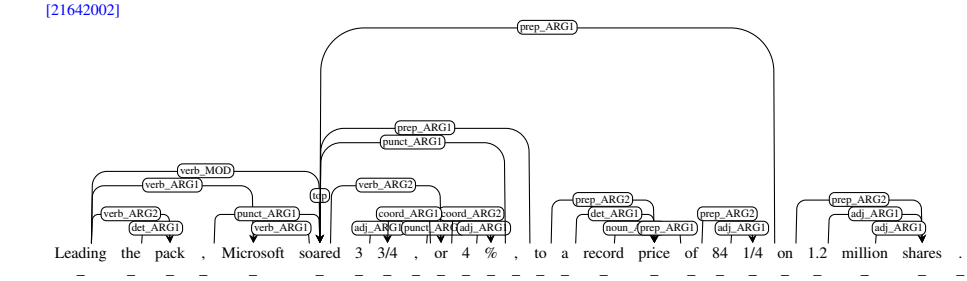 [21642002]
prep_ARG1
prep_ARG1
punct_ARG1
verb_MOD
verb_ARG1 verb_ARG2
top
prep_ARG2 prep_ARG2
verb_ARG2 punct_ARG1 coord_ARG1 coord_ARG2 det_ARG1 prep_ARG2 adj_ARG1
det_ARG1 verb_ARG1 adj_ARG1 punct_ARG1 adj_ARG1 prep_ARG1 adj_ARG1 adj_ARG1
Leading the pack , Microsoft soared 3 3/4 , or 4 % , to a record price of 84 1/4 on 1.2 million shares .
_ _ _ _ _ _ _ _ _ _ _ _ _ _ _ _ _ _ _ _ _ _ _ _ _